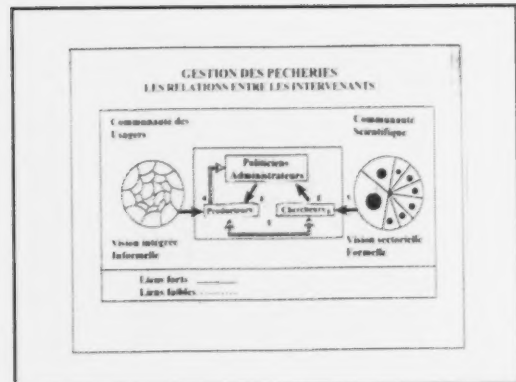 GESTION DES PECHERIES
LES RELATIONS ENTRE LES INTERVENANTS
Communauté des
Usagers
Communauté
Scientifique
Politiciens
Administrateurs
Producteurs
Chercheurs
Vision intégrée
Informelle
Vision sectorielle
Formelle
Liens forts
Liens faibles